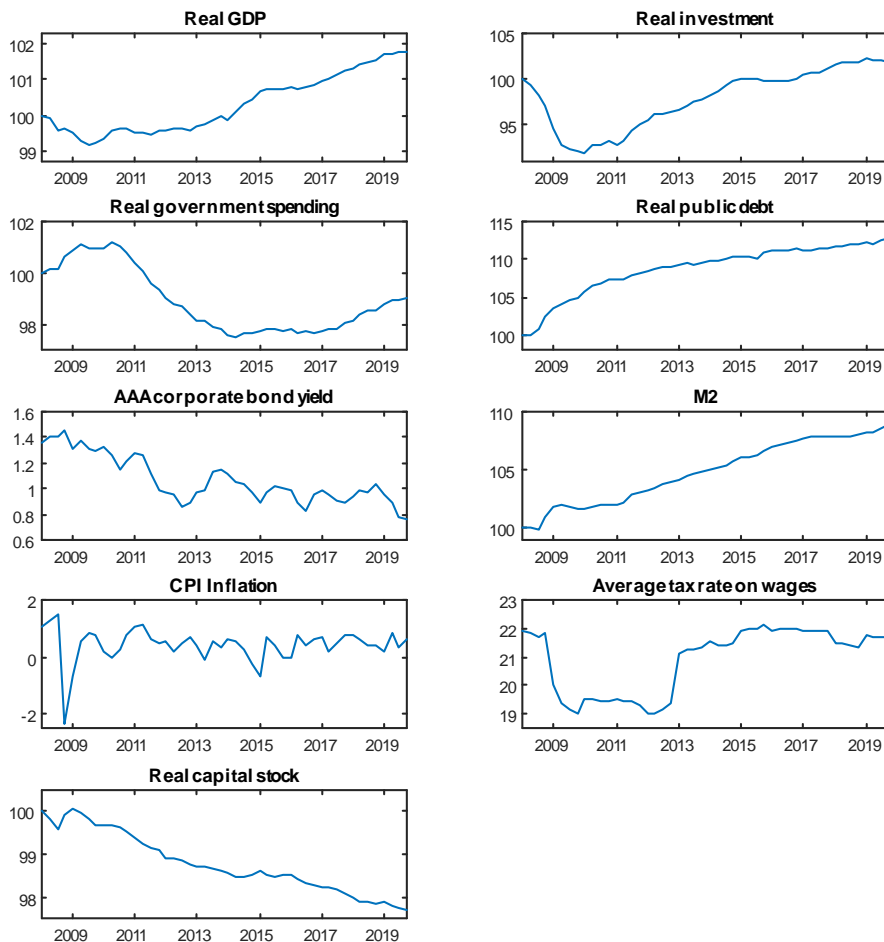 Real GDP
102
101
100
99
2009 2011 2013 2015 2017 2019
Real investment
105
100
95
2009 2011 2013 2015 2017 2019
Real government spending
102
100
98
2009 2011 2013 2015 2017 2019
Real public debt
115
110
105
100
2009 2011 2013 2015 2017 2019
AAA corporate bond yield
1.6
1.4
1.2
1
0.8
0.6
2009 2011 2013 2015 2017 2019
M2
110
105
100
2009 2011 2013 2015 2017 2019
CPI Inflation
2
0
-2
2009 2011 2013 2015 2017 2019
Average tax rate on wages
23
22
21
20
19
2009 2011 2013 2015 2017 2019
Real capital stock
100
99
98
2009 2011 2013 2015 2017 2019